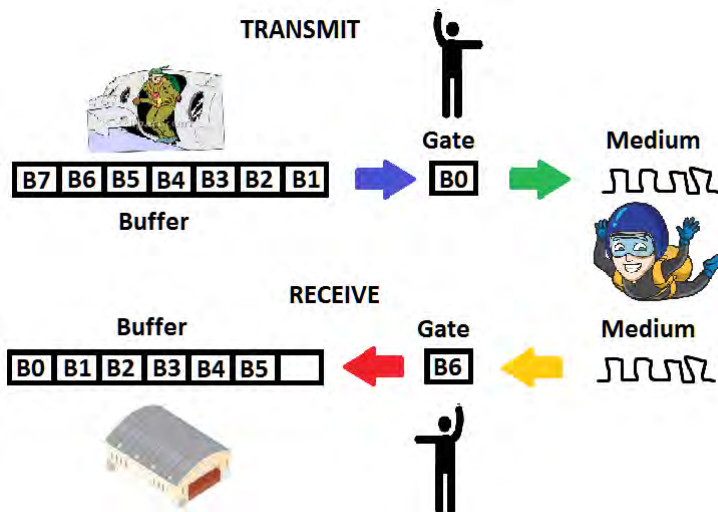 TRANSMIT
Gate
Medium
B7 B6 B5 B4 B3 B2 B1
B0
Buffer
RECEIVE
Buffer
Gate
Medium
B0 B1 B2 B3 B4 B5
B6